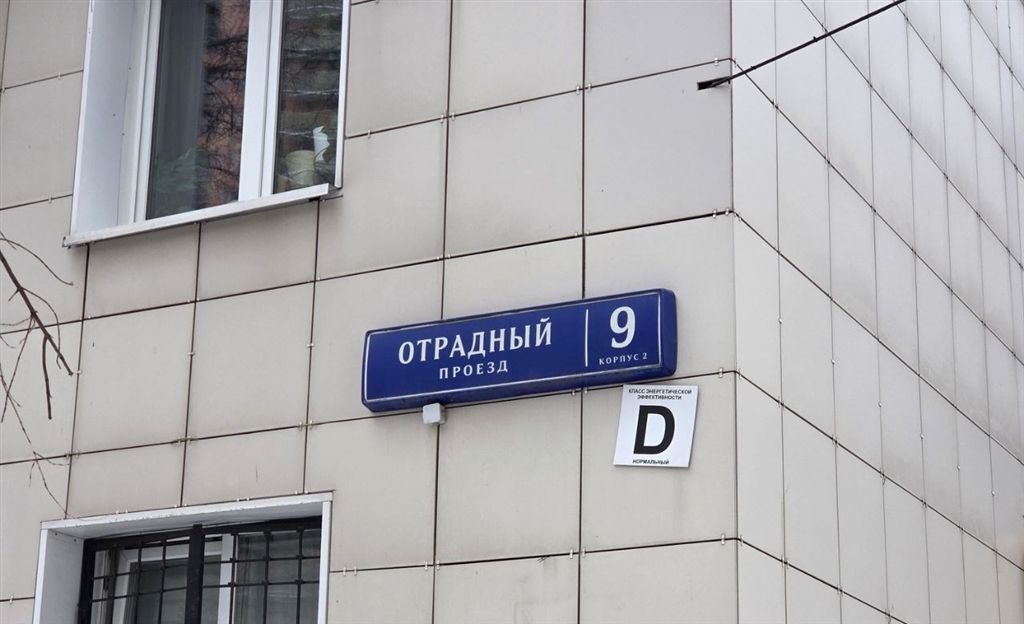 ОТРАДНЫЙ
ПРОЕЗД
9
КОРПУС 2
КЛАСС ЭНЕРГЕТИЧЕСКОЙ
ЭФФЕКТИВНОСТИ
D
НОРМАЛЬНЫЙ